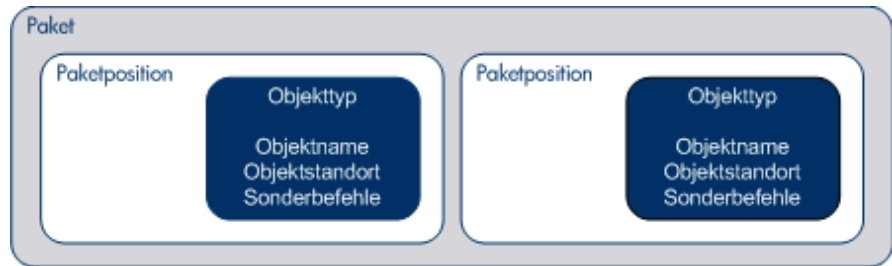 Paket
Paketposition
Objekttyp
Objektname
Objektstandort
Sonderbefehle
Paketposition
Objekttyp
Objektname
Objektstandort
Sonderbefehle